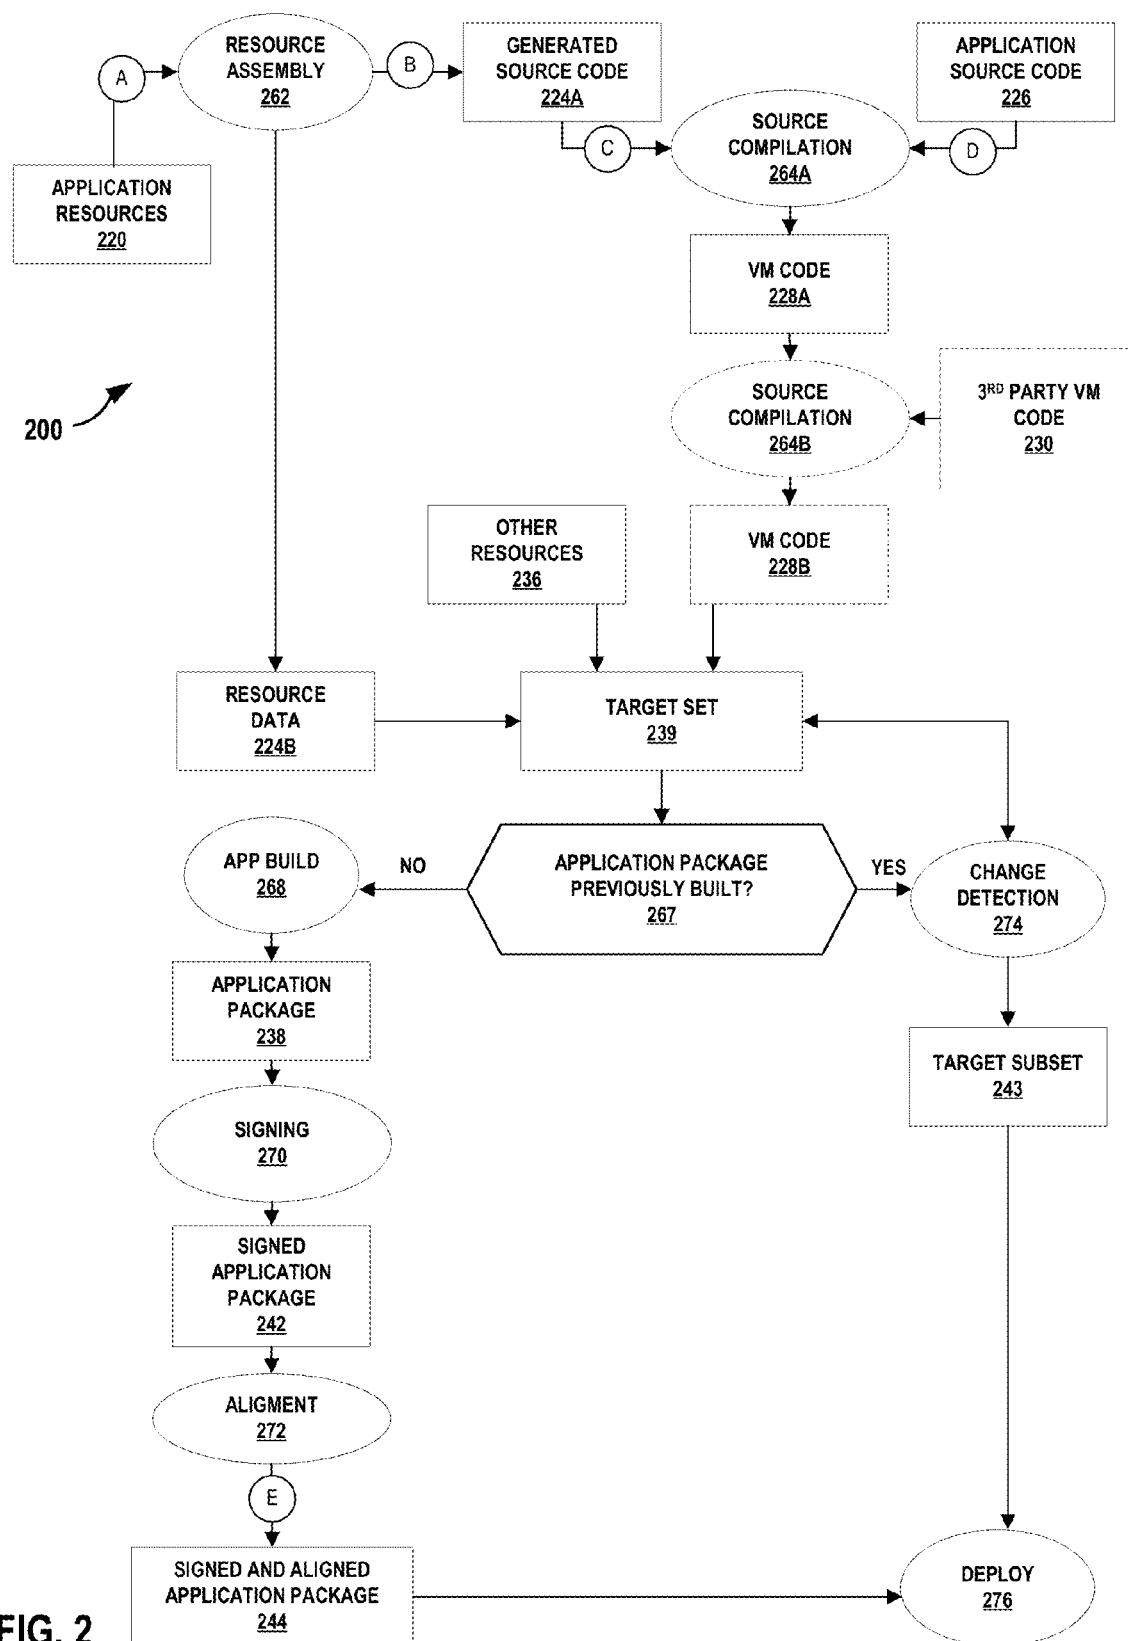 A
RESOURCE
ASSEMBLY
262
B
GENERATED
SOURCE CODE
224A
APPLICATION
SOURCE CODE
226
C
SOURCE
COMPILATION
264A
D
APPLICATION
RESOURCES
220
VM CODE
228A
200
SOURCE
COMPILATION
264B
3RD PARTY VM
CODE
230
OTHER
RESOURCES
236
VM CODE
228B
RESOURCE
DATA
224B
TARGET SET
239
APP BUILD
268
NO
APPLICATION PACKAGE
PREVIOUSLY BUILT?
267
YES
CHANGE
DETECTION
274
APPLICATION
PACKAGE
238
TARGET SUBSET
243
SIGNING
270
SIGNED
APPLICATION
PACKAGE
242
ALIGMENT
272
E
SIGNED AND ALIGNED
APPLICATION PACKAGE
244
DEPLOY
276
FIG. 2